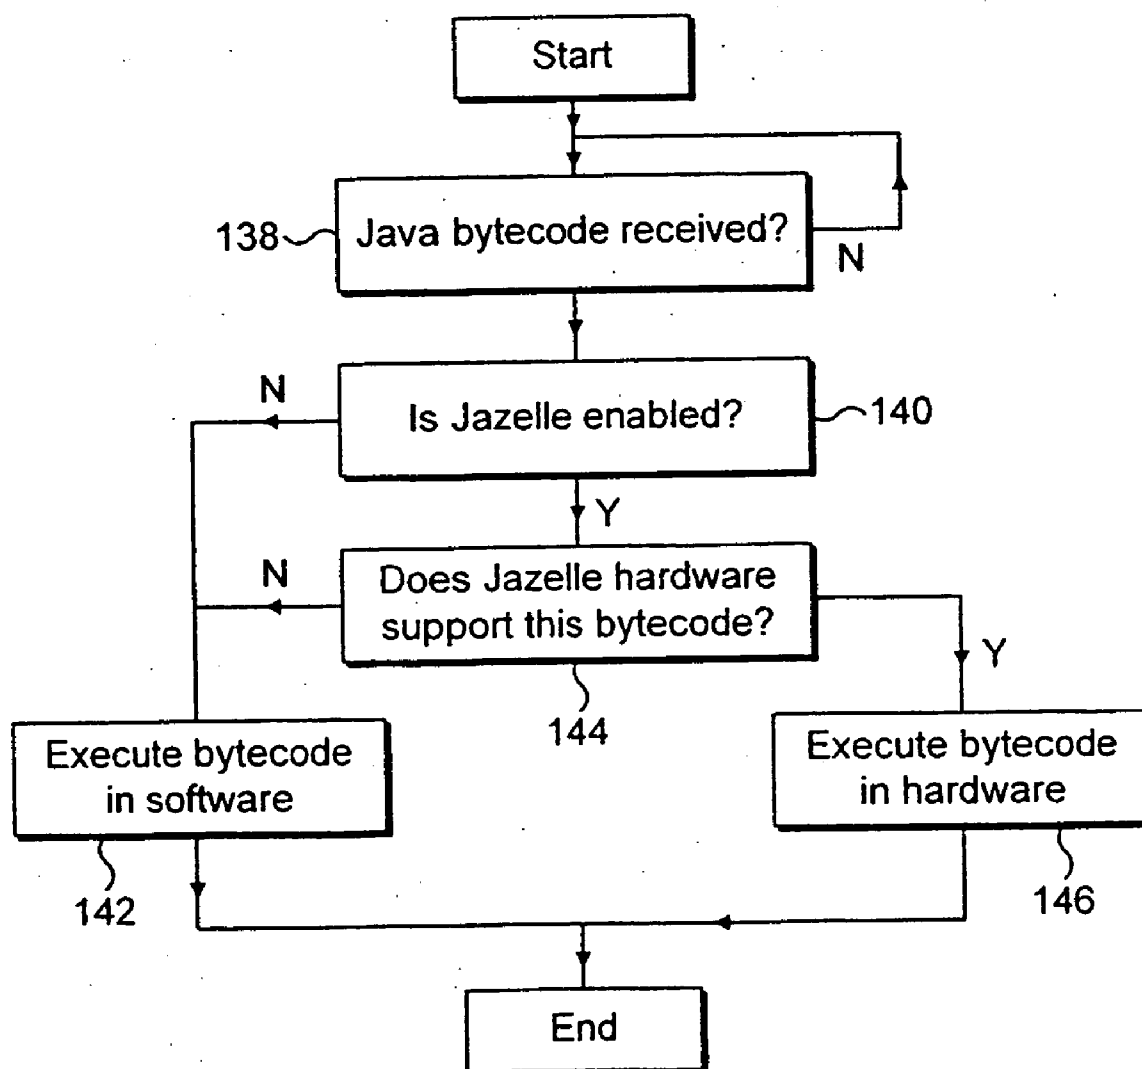 Start
138
Java bytecode received?
N
N
Is Jazelle enabled?
140
Y
N
Does Jazelle hardware
support this bytecode?
Y
144
Execute bytecode
in software
Execute bytecode
in hardware
142
146
End